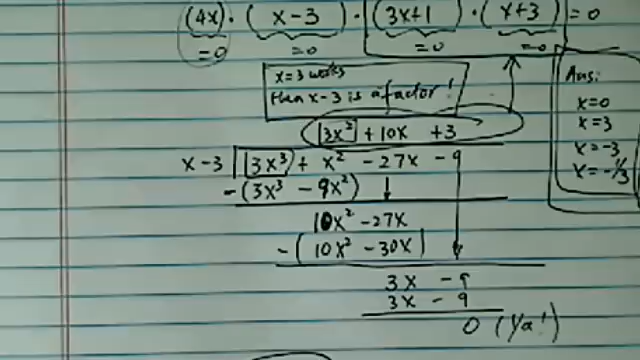 (4x) · (x-3) · (3x+1) · (x+3) = 0
=0 =0 =0 =0
x=3 works
then x-3 is a factor!
Ans:
x=0
x=3
x=-3
x=-1/3
3x² + 10x + 3
x-3 3x³ + x² - 27x - 9
-(3x³ - 9x²)
10x² - 27x
-(10x² - 30x)
3x - 9
3x - 9
0 (Ya!)